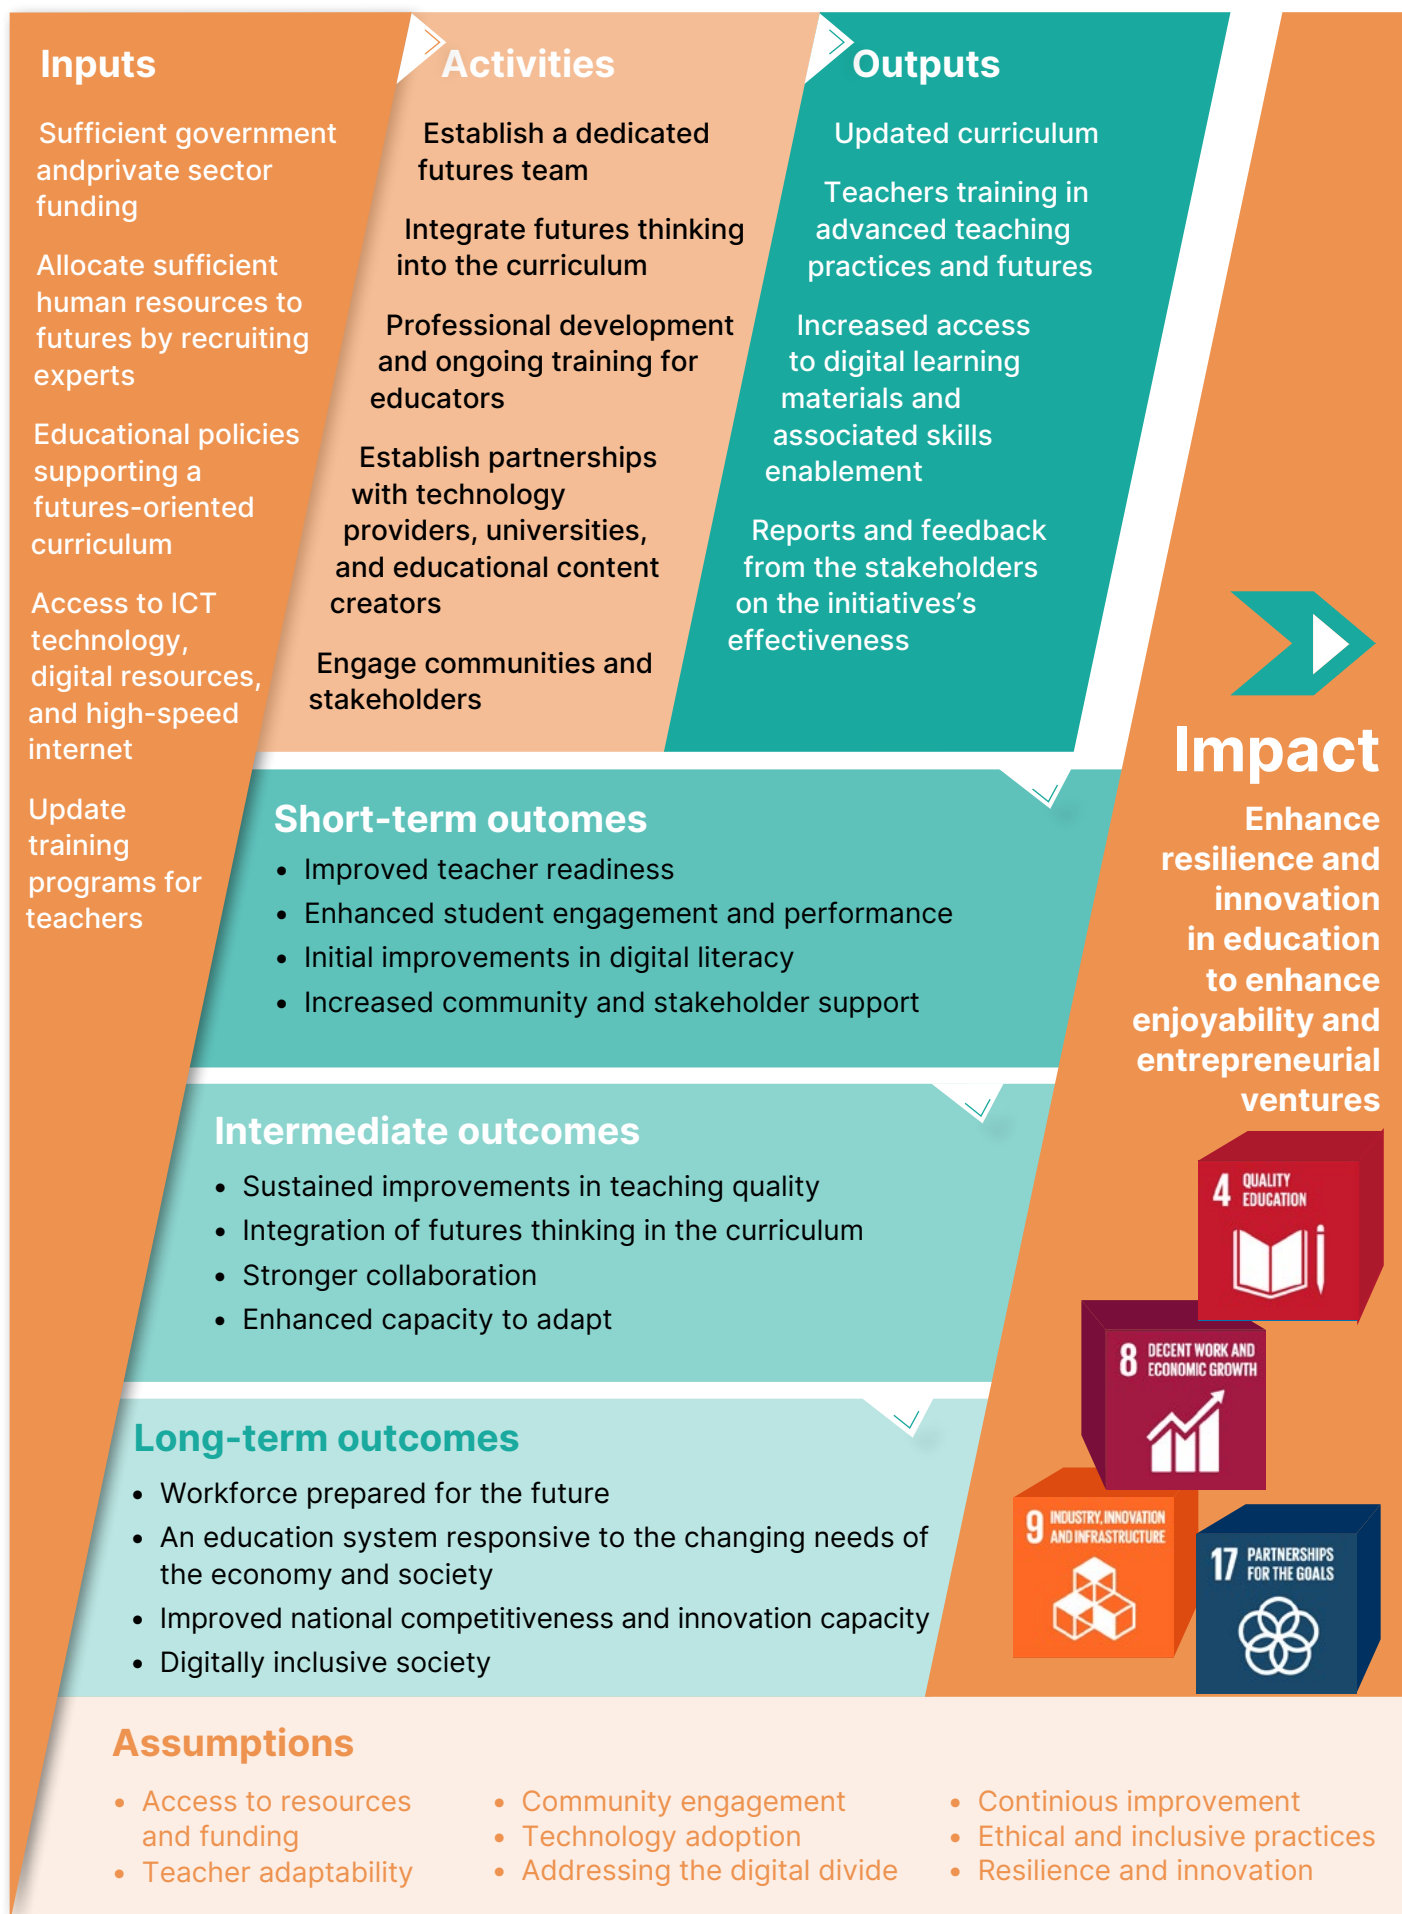 Inputs
Sufficient government
andprivate sector
funding
Allocate sufficient
human resources to
futures by recruiting
experts
Educational policies
supporting a
futures-oriented
curriculum
Access to ICT
technology,
digital resources,
and high-speed
internet
Update
training
programs for
teachers
Activities
Establish a dedicated
futures team
Integrate futures thinking
into the curriculum
Professional development
and ongoing training for
educators
Establish partnerships
with technology
providers, universities,
and educational content
creators
Engage communities and
stakeholders
Outputs
Updated curriculum
Teachers training in
advanced teaching
practices and futures
Increased access
to digital learning
materials and
associated skills
enablement
Reports and feedback
from the stakeholders
on the initiatives's
effectiveness
Short-term outomes
• Improved teacher readiness
• Enhanced student engagement and performance
• Initial improvements in digital literacy
• Increased community and stakeholder support
Intermediate outcomes
• Sustained improvements in teaching quality
• Integration of futures thinking in the curriculum
• Stronger collaboration
• Enhanced capacity to adapt
Long-term outcomes
• Workforce prepared for the future
• An education system responsive to the changing needs of
the economy and society
• Improved national competitiveness and innovation capacity
• Digitally inclusive society
Impact
Enhance
resilience and
innovation
in education
to enhance
enjoyability and
entrepreneurial
ventures
4 QUALITY
EDUCATION
8 DECENT WORK AND
ECONOMIC GROWTH
9 INDUSTRY, INNOVATION
AND INFRASTRUCTURE
17 PARTNERSHIPS
FOR THE GOALS
Assumptions
• Access to resources
and funding
• Teacher adaptability
• Community engagement
• Technology adoption
• Addressing the digital divide
• Continious improvement
• Ethical and inclusive practices
• Resilience and innovation